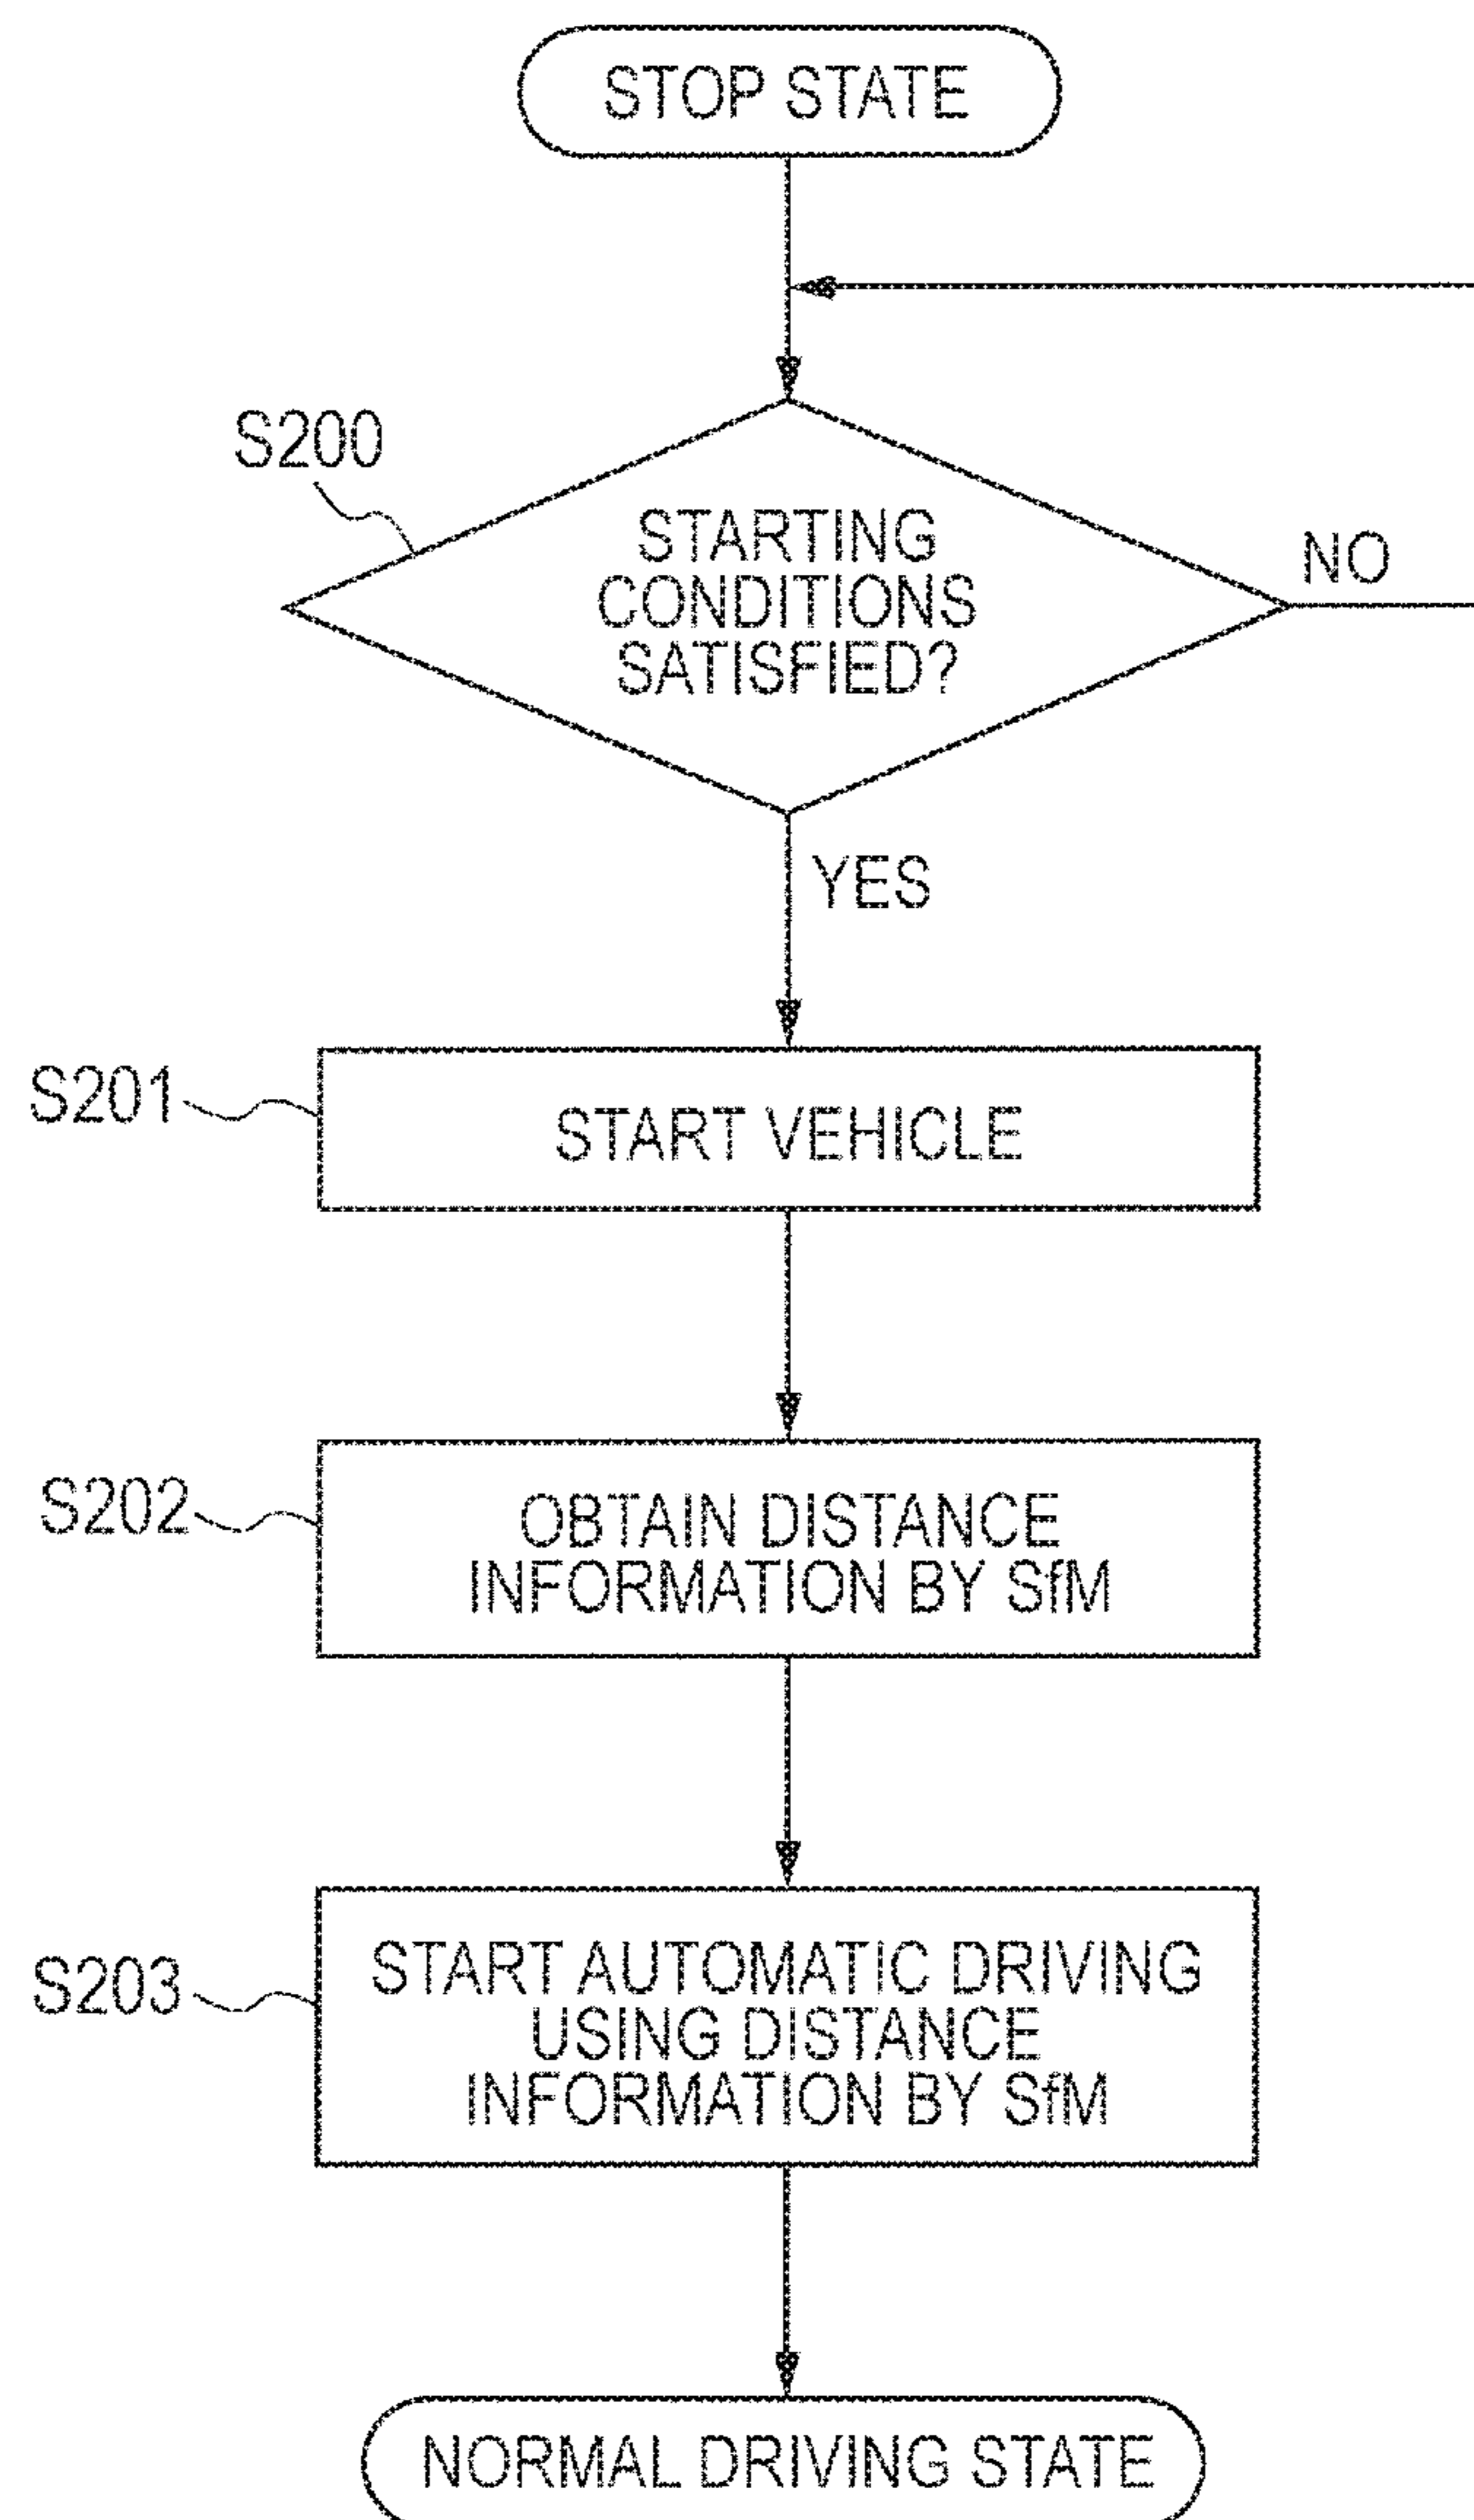 STOP STATE
S200
STARTING
CONDITIONS
SATISFIED?
NO
YES
S201
START VEHICLE
S202
OBTAIN DISTANCE
INFORMATION BY SfM
S203
START AUTOMATIC DRIVING
USING DISTANCE
INFORMATION BY SfM
NORMAL DRIVING STATE